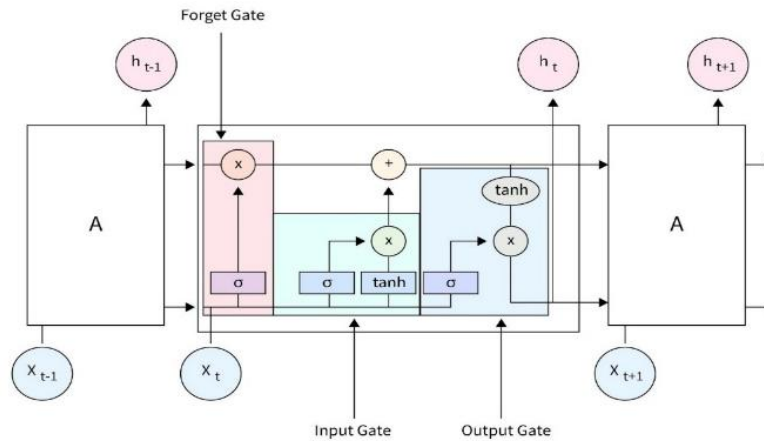 Forget Gate
h t-1
h t
h t+1
x
+
tanh
A
x
x
A
σ
σ
tanh
σ
X t-1
X t
X t+1
Input Gate
Output Gate